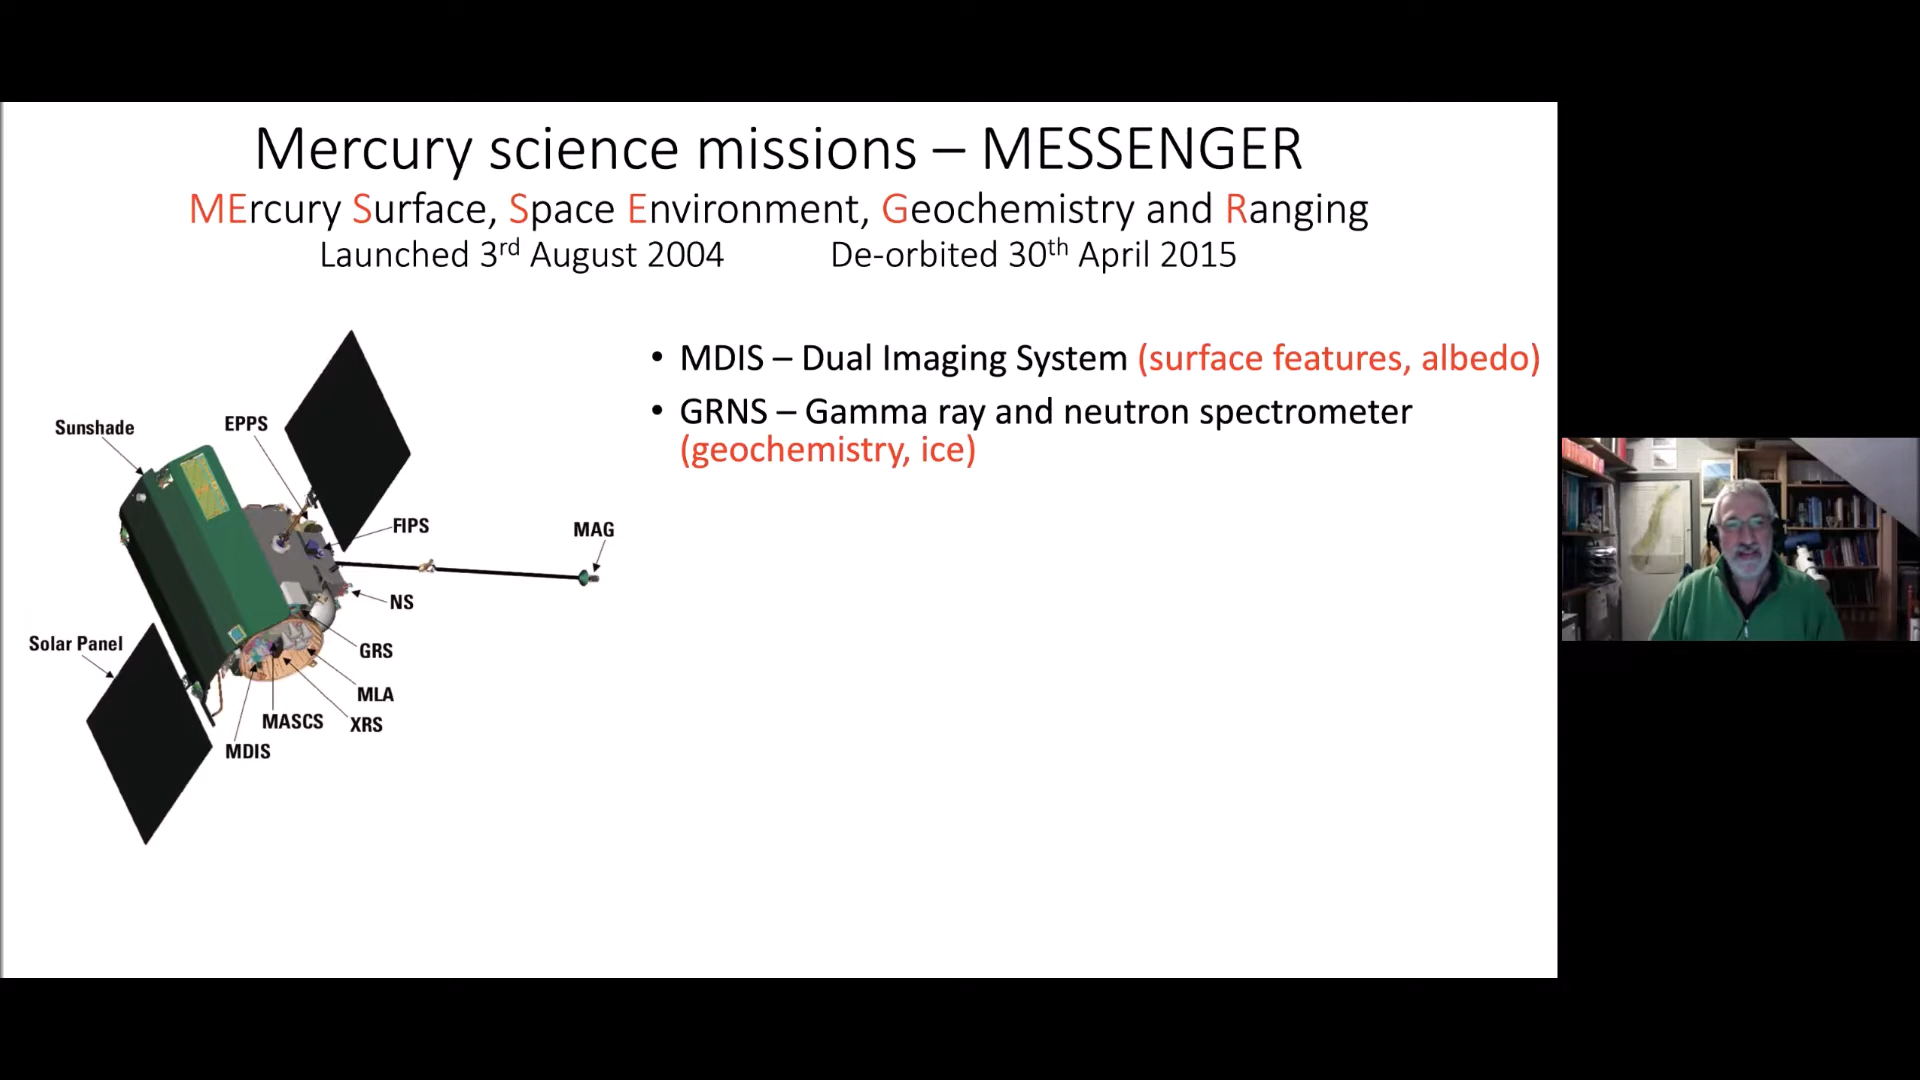 Mercury science missions – MESSENGER
MErcury Surface, Space Environment, Geochemistry and Ranging
Launched 3rd August 2004 De-orbited 30th April 2015
• MDIS – Dual Imaging System (surface features, albedo)
• GRNS – Gamma ray and neutron spectrometer
(geochemistry, ice)
Sunshade
EPPS
FIPS
MAG
NS
Solar Panel
GRS
MLA
MASCS
XRS
MDIS